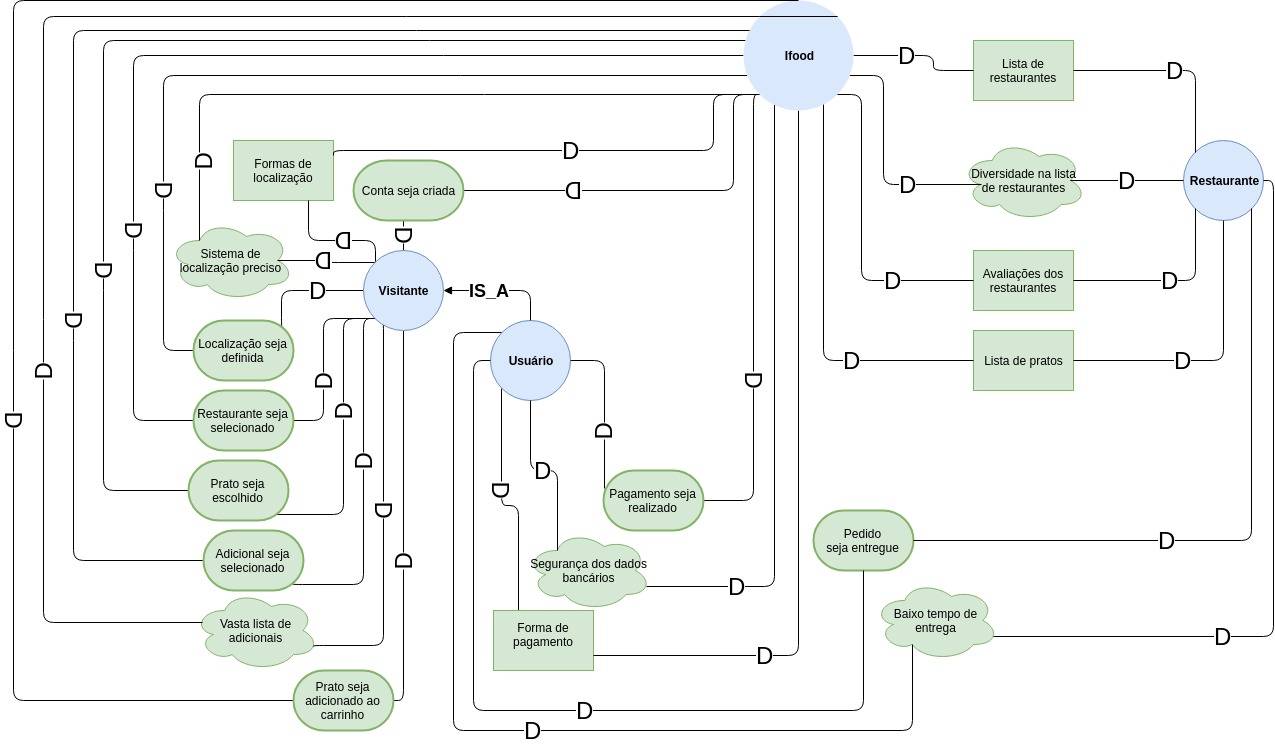 Ifood
D
Lista de
restaurantes
D
Formas de
localização
D
D
D
Conta seja criada
D
D
Diversidade na lista
de restaurantes
D
Restaurante
D
D
D
D
Sistema de
localização preciso
D
D
Avaliações dos
restaurantes
D
D
Visitante
IS_A
D
D
Localização seja
definida
Usuário
D
Lista de pratos
D
D
D
D
Restaurante seja
selecionado
D
D
D
D
D
Prato seja
escolhido
D
D
D
Pagamento seja
realizado
D
Adicional seja
selecionado
D
Pedido
seja entregue
D
Segurança dos dados
bancários
D
Vasta lista de
adicionais
Forma de
pagamento
D
Baixo tempo de
entrega
D
Prato seja
adicionado ao
carrinho
D
D